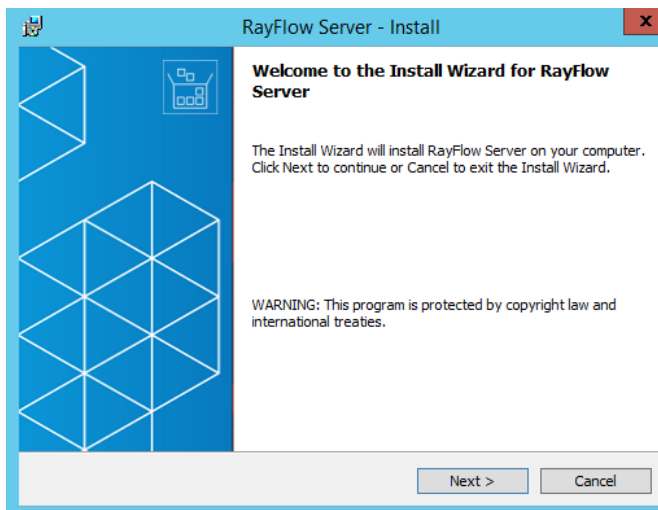 RayFlow Server - Install
x
Welcome to the Install Wizard for RayFlow
Server
The Install Wizard will install RayFlow Server on your computer.
Click Next to continue or Cancel to exit the Install Wizard.
WARNING: This program is protected by copyright law and
international treaties.
Next >
Cancel